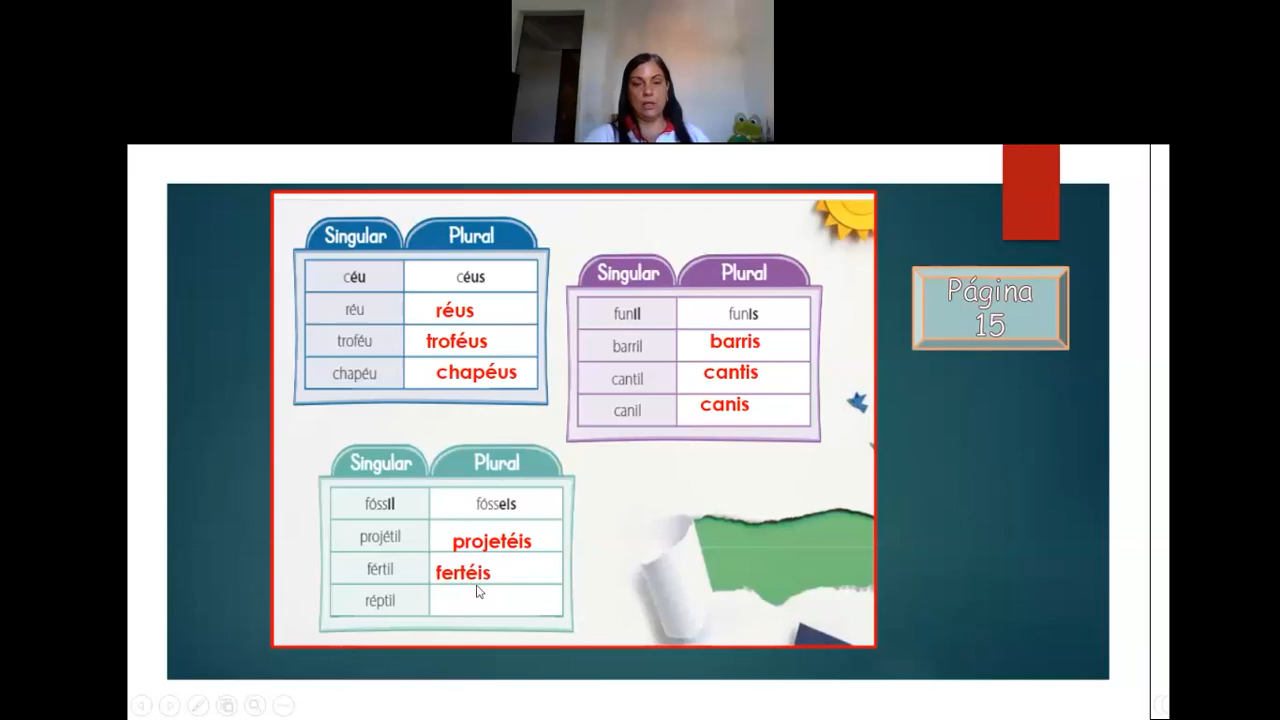 Singular Plural
céu céus
réu réus
troféu troféus
chapéu chapéus
Singular Plural
funil funis
barril barris
cantil cantis
canil canis
Singular Plural
fóssil fósseis
projétil projetéis
fértil fertéis
réptil
Página
15